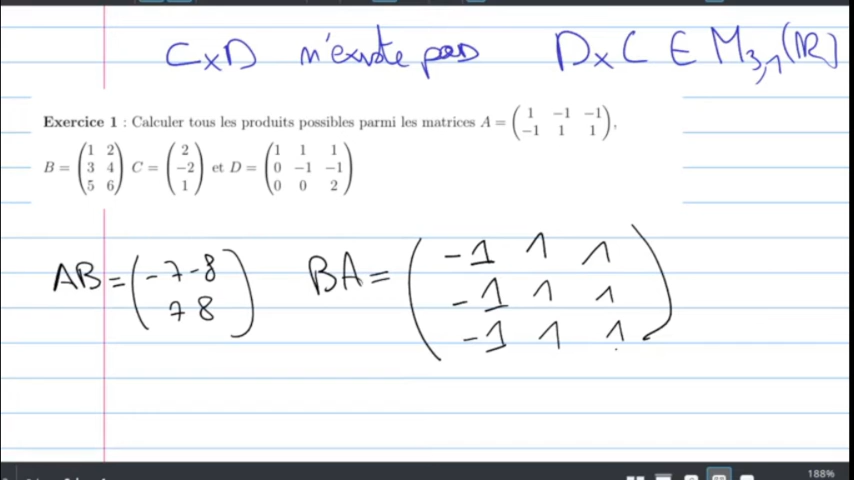 C×D n'existe pas D×C ∈ M3,1(ℝ)
Exercice 1 : Calculer tous les produits possibles parmi les matrices A = ( 1 −1 −1
−1 1 1 ),
B = ( 1 2
3 4
5 6 ) C = ( 2
−2
1 ) et D = ( 1 1 1
0 −1 −1
0 0 2 )
AB = ( -7 -8
7 8 )
BA = ( -1 1 1
-1 1 1
-1 1 1 )
188%